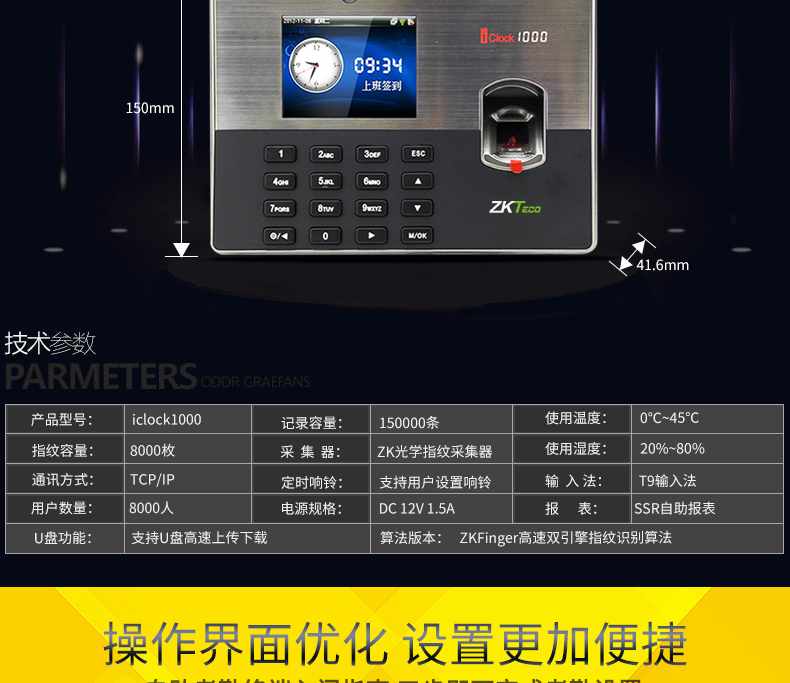 2012-11-06 星期二
iClock 1000
12
09:34
上班签到
150mm
1 2ABC 3DEF ESC
4GHI 5JKL 6MNO ▲
7PQRS 8TUV 9WXYZ ▼
⚙/◀ 0 ▶ M/OK
ZKTECO
41.6mm
技术参数
PARMETERS ODDR GRAEFANS
产品型号： iclock1000 记录容量： 150000条 使用温度： 0℃~45℃
指纹容量： 8000枚 采 集 器： ZK光学指纹采集器 使用湿度： 20%~80%
通讯方式： TCP/IP 定时响铃： 支持用户设置响铃 输 入 法： T9输入法
用户数量： 8000人 电源规格： DC 12V 1.5A 报 表： SSR自助报表
U盘功能： 支持U盘高速上传下载 算法版本： ZKFinger高速双引擎指纹识别算法
操作界面优化 设置更加便捷